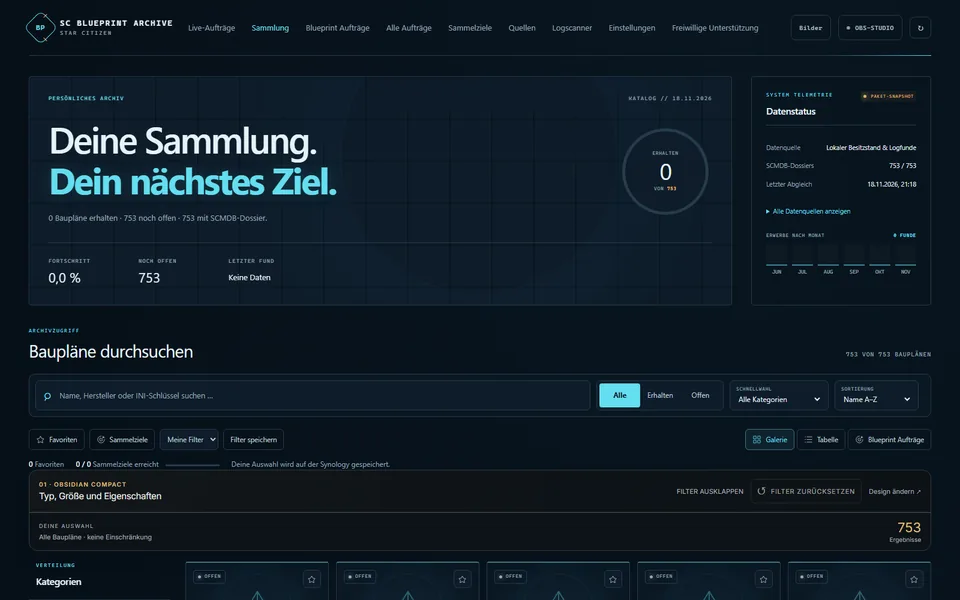 BP
SC BLUEPRINT ARCHIVE
STAR CITIZEN
Live-Aufträge
Sammlung
Blueprint Aufträge
Alle Aufträge
Sammelziele
Quellen
Logscanner
Einstellungen
Freiwillige Unterstützung
Bilder
OBS-STUDIO
PERSÖNLICHES ARCHIV
KATALOG // 18.11.2026
Deine Sammlung.
Dein nächstes Ziel.
0 Baupläne erhalten · 753 noch offen · 753 mit SCMDB-Dossier.
ERHALTEN
0
VON 753
FORTSCHRITT
0,0 %
NOCH OFFEN
753
LETZTER FUND
Keine Daten
SYSTEM TELEMETRIE
PAKET-SNAPSHOT
Datenstatus
Datenquelle
Lokaler Besitzstand & Logfunde
SCMDB-Dossiers
753 / 753
Letzter Abgleich
18.11.2026, 21:18
Alle Datenquellen anzeigen
ERWERBE NACH MONAT
0 FUNDE
JUN
JUL
AUG
SEP
OKT
NOV
ARCHIVZUGRIFF
Baupläne durchsuchen
753 VON 753 BAUPLÄNEN
Name, Hersteller oder INI-Schlüssel suchen ...
Alle
Erhalten
Offen
SCHNELLWAHL
Alle Kategorien
SORTIERUNG
Name A–Z
Favoriten
Sammelziele
Meine Filter
Filter speichern
Galerie
Tabelle
Blueprint Aufträge
0 Favoriten
0 / 0 Sammelziele erreicht
Deine Auswahl wird auf der Synology gespeichert.
01 · OBSIDIAN COMPACT
Typ, Größe und Eigenschaften
FILTER AUSKLAPPEN
FILTER ZURÜCKSETZEN
Design ändern ↗
DEINE AUSWAHL
Alle Baupläne · keine Einschränkung
753
Ergebnisse
VERTEILUNG
Kategorien
OFFEN
OFFEN
OFFEN
OFFEN
OFFEN